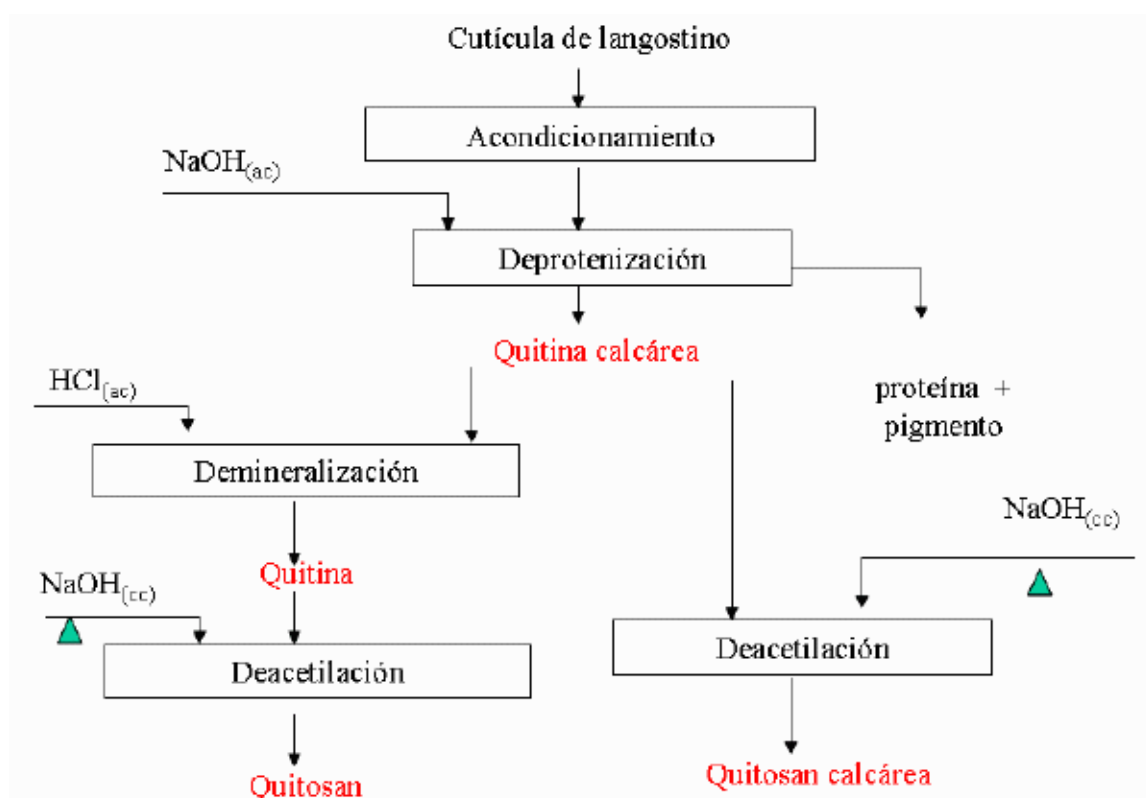 Cutícula de langostino
Acondicionamiento
NaOH(ac)
Deprotenización
Quitina calcárea
HCl(ac)
proteína +
pigmento
Demineralización
NaOH(cc)
Quitina
NaOH(cc)
Deacetilación
Deacetilación
Quitosan
Quitosan calcárea